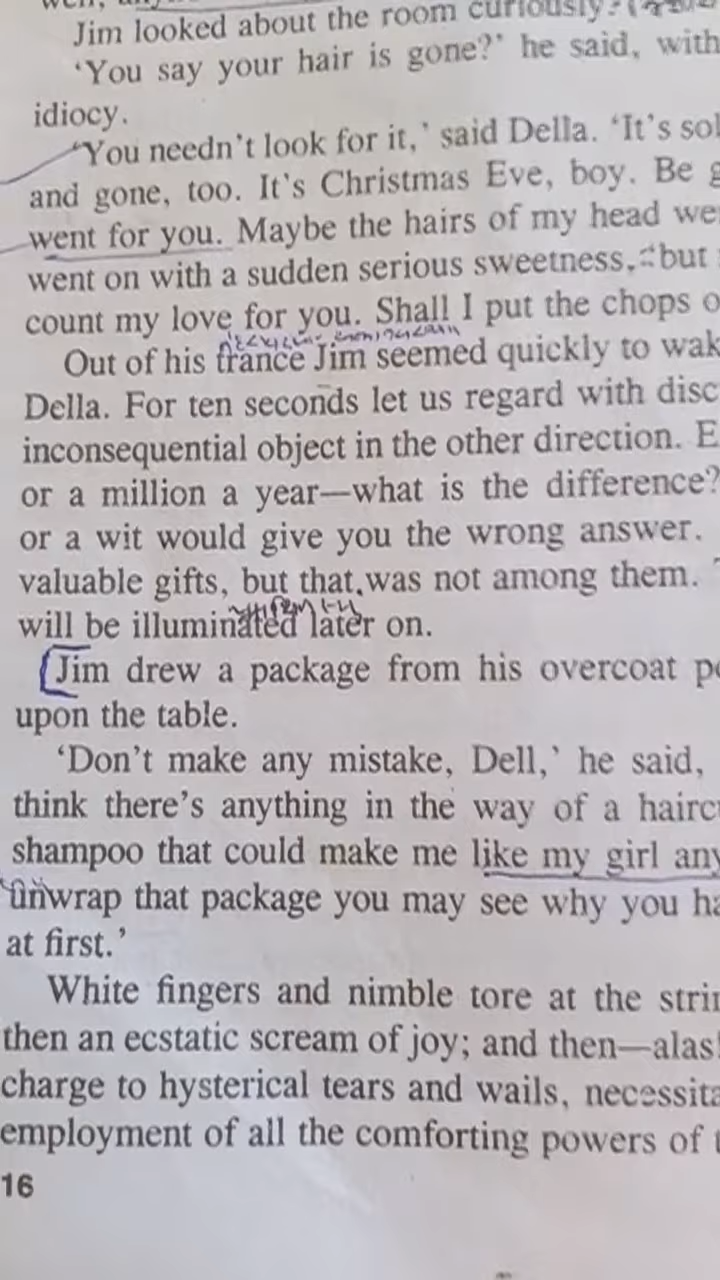 Jim looked about the room curiously.
'You say your hair is gone?' he said, with
idiocy.
'You needn't look for it,' said Della. 'It's sol
and gone, too. It's Christmas Eve, boy. Be g
went for you. Maybe the hairs of my head we
went on with a sudden serious sweetness, 'but
count my love for you. Shall I put the chops o
Out of his trance Jim seemed quickly to wak
Della. For ten seconds let us regard with disc
inconsequential object in the other direction. E
or a million a year—what is the difference?
or a wit would give you the wrong answer.
valuable gifts, but that was not among them.
will be illuminated later on.
Jim drew a package from his overcoat po
upon the table.
'Don't make any mistake, Dell,' he said,
think there's anything in the way of a haircu
shampoo that could make me like my girl any
unwrap that package you may see why you ha
at first.'
White fingers and nimble tore at the strin
then an ecstatic scream of joy; and then—alas!
charge to hysterical tears and wails, necessita
employment of all the comforting powers of t
16